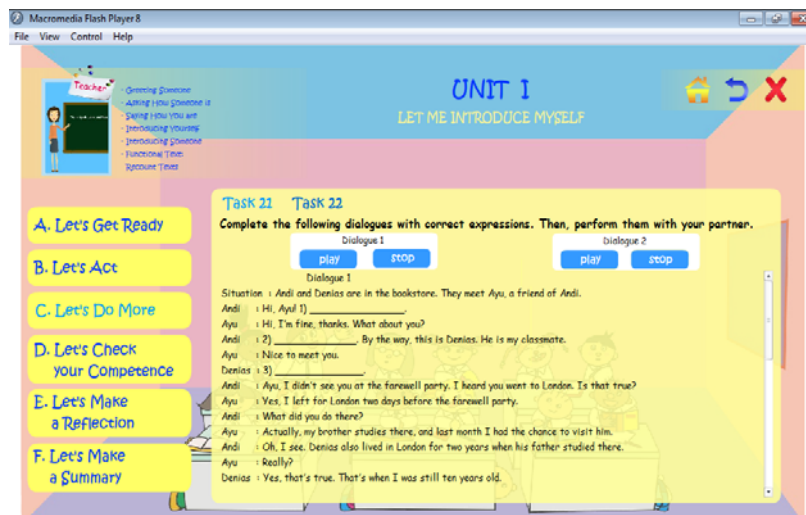 Macromedia Flash Player 8
File View Control Help
Teacher
- Greeting Someone
- Asking How Someone is
- Saying How You are
- Introducing Yourself
- Introducing Someone
- Functional Text:
Recount Texts
UNIT 1
LET ME INTRODUCE MYSELF
A. Let's Get Ready
B. Let's Act
C. Let's Do More
D. Let's Check
your Competence
E. Let's Make
a Reflection
F. Let's Make
a Summary
Task 21 Task 22
Complete the following dialogues with correct expressions. Then, perform them with your partner.
Dialogue 1
play stop
Dialogue 2
play stop
Dialogue 1
Situation : Andi and Denias are in the bookstore. They meet Ayu, a friend of Andi.
Andi : Hi, Ayu! 1) ____________________.
Ayu : Hi, I'm fine, thanks. What about you?
Andi : 2) _________________. By the way, this is Denias. He is my classmate.
Ayu : Nice to meet you.
Denias : 3) __________________.
Andi : Ayu, I didn't see you at the farewell party. I heard you went to London. Is that true?
Ayu : Yes, I left for London two days before the farewell party.
Andi : What did you do there?
Ayu : Actually, my brother studies there, and last month I had the chance to visit him.
Andi : Oh, I see. Denias also lived in London for two years when his father studied there.
Ayu : Really?
Denias : Yes, that's true. That's when I was still ten years old.